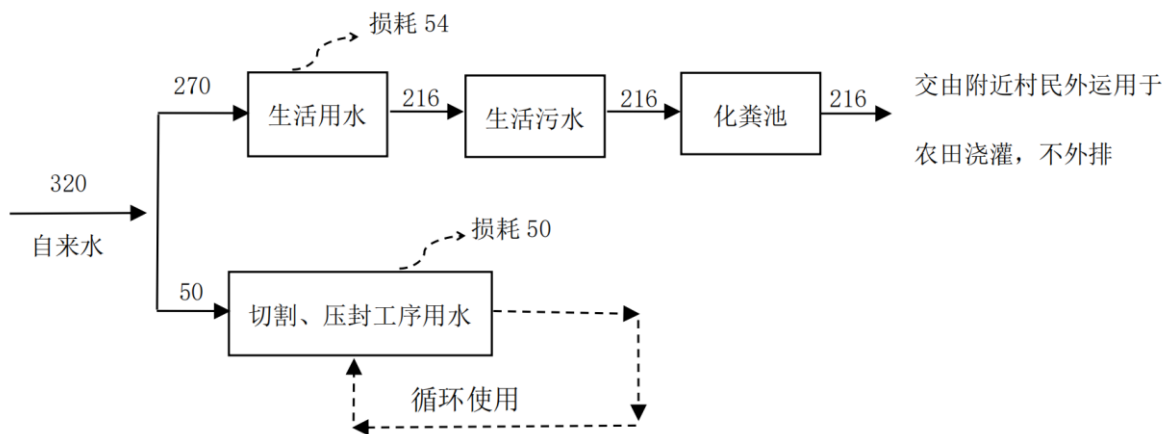 损耗 54
270
生活用水
216
生活污水
216
化粪池
216
交由附近村民外运用于
农田浇灌，不外排
320
自来水
损耗 50
50
切割、压封工序用水
循环使用